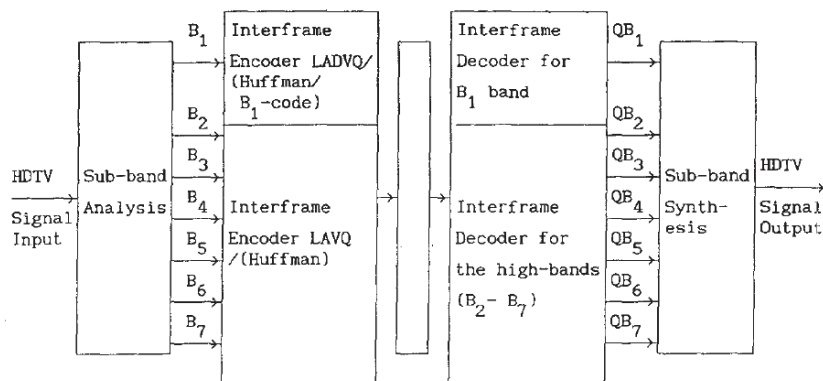 HDTV
Signal
Input
Sub-band
Analysis
B1
B2
B3
B4
B5
B6
B7
Interframe
Encoder LADVQ/
(Huffman/
B1-code)
Interframe
Encoder LAVQ
/(Huffman)
Interframe
Decoder for
B1 band
Interframe
Decoder for
the high-bands
(B2- B7)
QB1
QB2
QB3
QB4
QB5
QB6
QB7
Sub-band
Synth-
esis
HDTV
Signal
Output